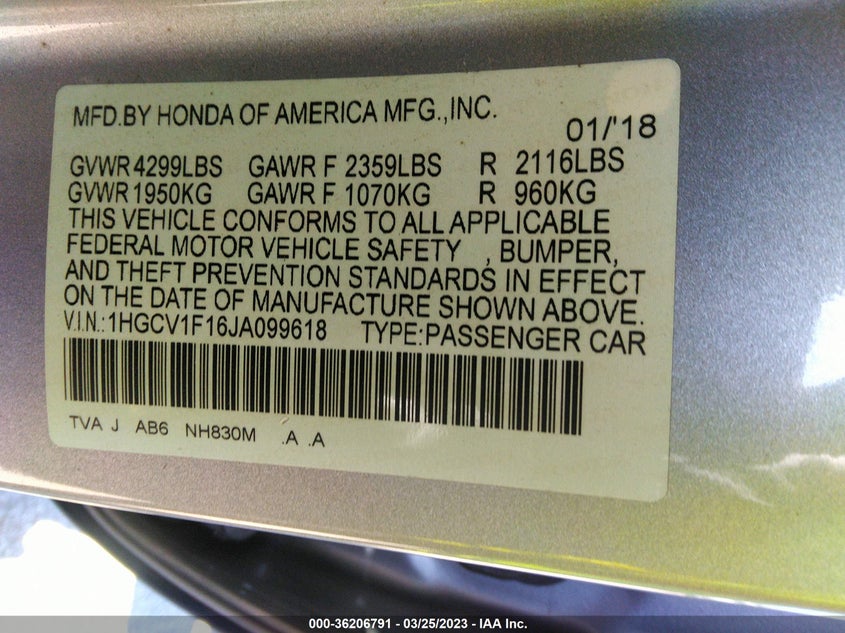 MFD.BY HONDA OF AMERICA MFG.,INC.
01/'18
GVWR 4299LBS GAWR F 2359LBS R 2116LBS
GVWR 1950KG GAWR F 1070KG R 960KG
THIS VEHICLE CONFORMS TO ALL APPLICABLE
FEDERAL MOTOR VEHICLE SAFETY , BUMPER,
AND THEFT PREVENTION STANDARDS IN EFFECT
ON THE DATE OF MANUFACTURE SHOWN ABOVE.
V.I.N.:1HGCV1F16JA099618 TYPE:PASSENGER CAR
TVA J AB6 NH830M .A .A
000-36206791 - 03/25/2023 - IAA Inc.